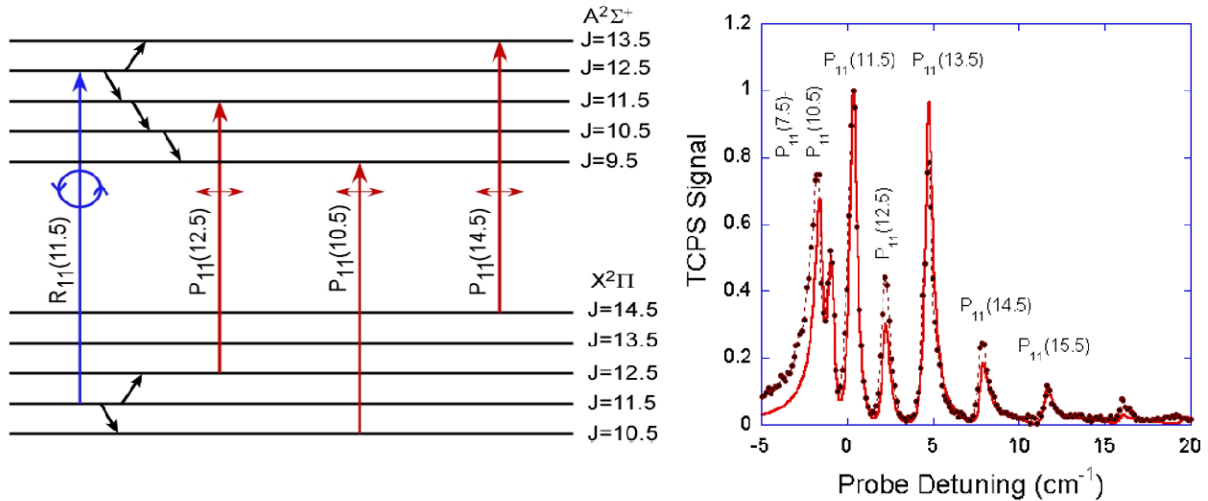 A²Σ⁺
J=13.5
J=12.5
J=11.5
J=10.5
J=9.5
R₁₁(11.5)
P₁₁(12.5)
P₁₁(10.5)
P₁₁(14.5)
X²Π
J=14.5
J=13.5
J=12.5
J=11.5
J=10.5
TCPS Signal
1.2
1
0.8
0.6
0.4
0.2
0
P₁₁(7.5)-
P₁₁(10.5)
P₁₁(11.5)
P₁₁(13.5)
P₁₁(12.5)
P₁₁(14.5)
P₁₁(15.5)
-5
0
5
10
15
20
Probe Detuning (cm⁻¹)